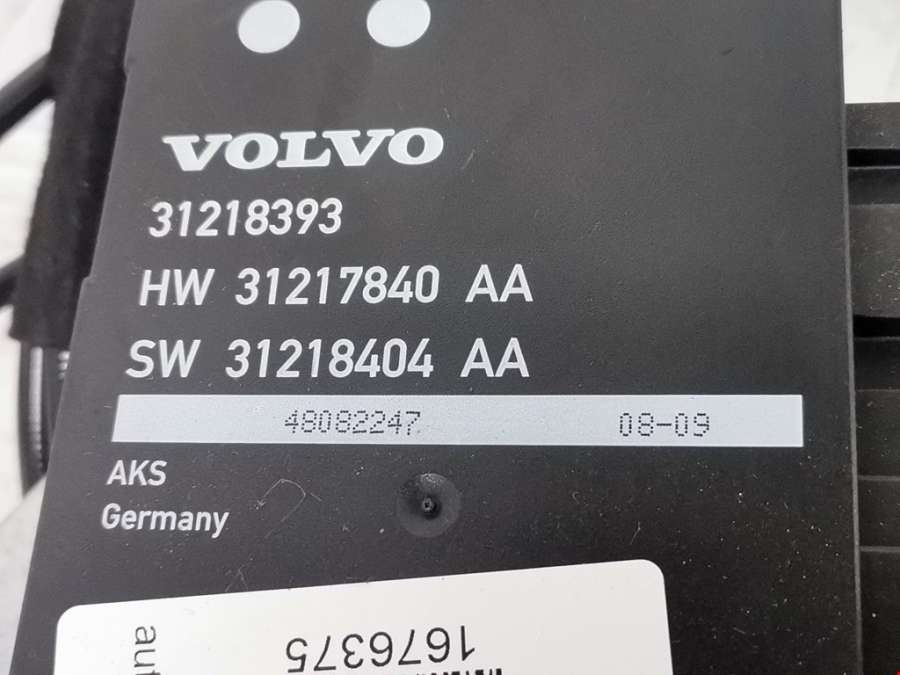 VOLVO
31218393
HW 31217840 AA
SW 31218404 AA
48082247 08-09
AKS
Germany
1676375